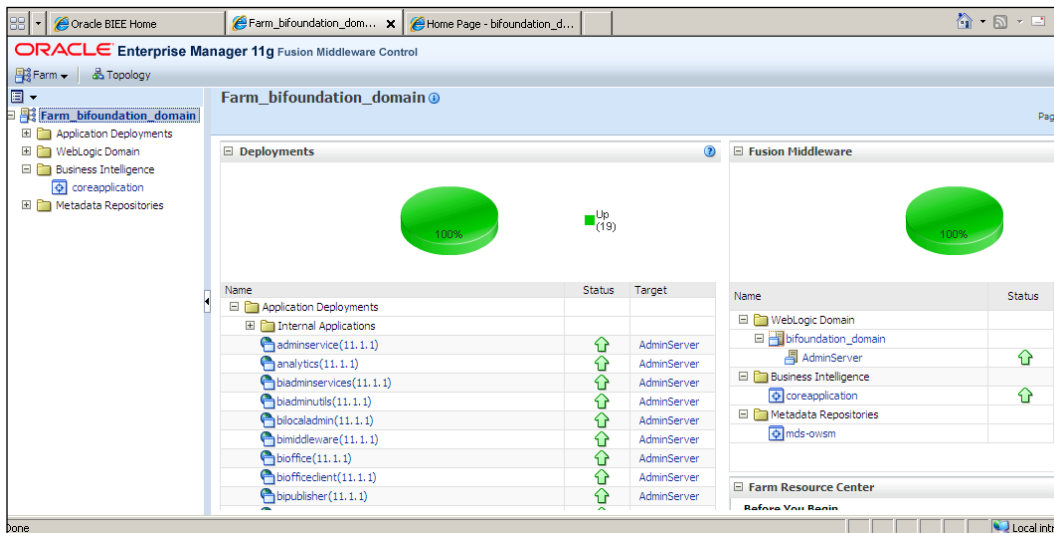 Oracle BIEE Home
Farm_bifoundation_dom...
Home Page - bifoundation_d...
ORACLE Enterprise Manager 11g Fusion Middleware Control
Farm
Topology
Farm_bifoundation_domain
Application Deployments
WebLogic Domain
Business Intelligence
coreapplication
Metadata Repositories
Farm_bifoundation_domain
Pag
Deployments
100%
Up
(19)
Name Status Target
Application Deployments
Internal Applications
adminservice(11.1.1) AdminServer
analytics(11.1.1) AdminServer
biadminservices(11.1.1) AdminServer
biadminutils(11.1.1) AdminServer
bilocaladmin(11.1.1) AdminServer
bimiddleware(11.1.1) AdminServer
bioffice(11.1.1) AdminServer
biofficeclient(11.1.1) AdminServer
bipublisher(11.1.1) AdminServer
Fusion Middleware
100%
Name Status
WebLogic Domain
bifoundation_domain
AdminServer
Business Intelligence
coreapplication
Metadata Repositories
mds-owsm
Farm Resource Center
Before You Begin
Done
Local intr